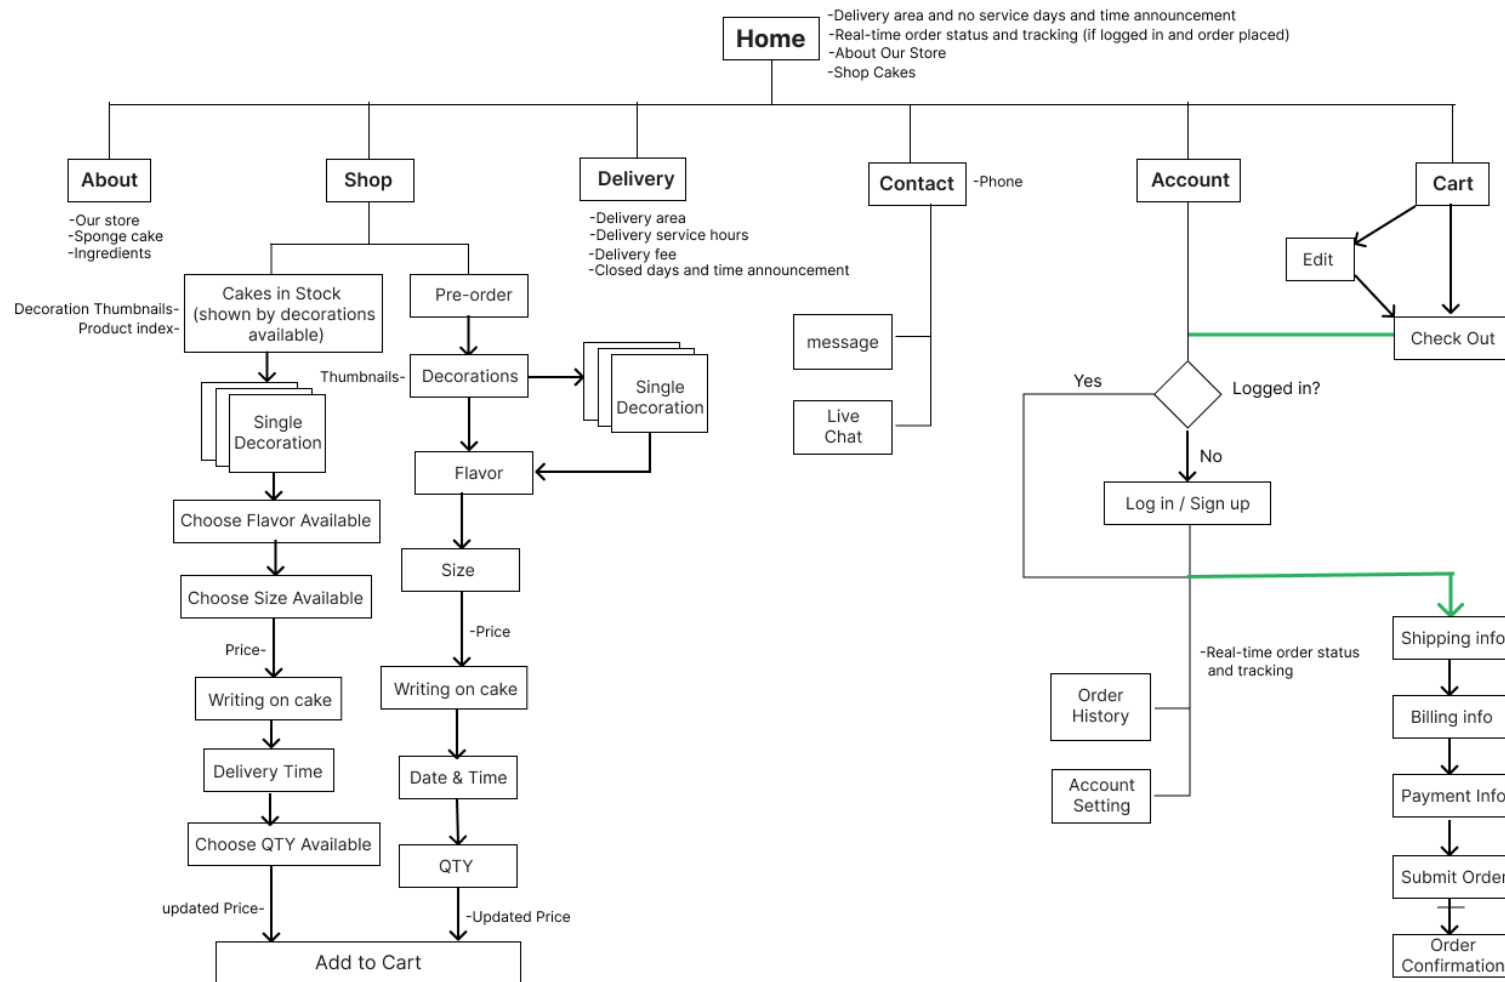 Home
-Delivery area and no service days and time announcement
-Real-time order status and tracking (if logged in and order placed)
-About Our Store
-Shop Cakes
About
-Our store
-Sponge cake
-Ingredients
Shop
Delivery
-Delivery area
-Delivery service hours
-Delivery fee
-Closed days and time announcement
Contact
-Phone
Account
Cart
Edit
Check Out
Cakes in Stock
(shown by decorations
available)
Decoration Thumbnails-
Product index-
Single
Decoration
Choose Flavor Available
Choose Size Available
Price-
Writing on cake
Delivery Time
Choose QTY Available
updated Price-
Pre-order
Thumbnails-
Decorations
Single
Decoration
Flavor
Size
-Price
Writing on cake
Date & Time
QTY
-Updated Price
Add to Cart
message
Live
Chat
Logged in?
Yes
No
Log in / Sign up
-Real-time order status
and tracking
Order
History
Account
Setting
Shipping info
Billing info
Payment Info
Submit Order
Order
Confirmation